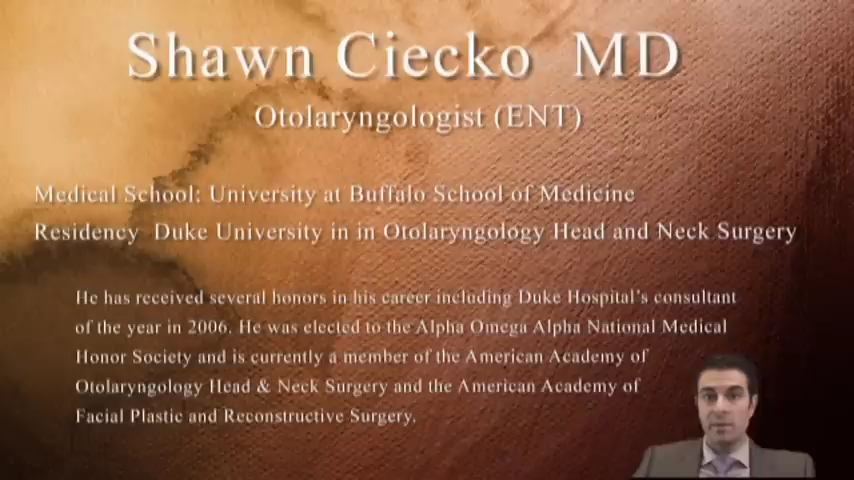 Shawn Ciecko MD
Otolaryngologist (ENT)
Medical School: University at Buffalo School of Medicine
Residency Duke University in in Otolaryngology Head and Neck Surgery
He has received several honors in his career including Duke Hospital's consultant
of the year in 2006. He was elected to the Alpha Omega Alpha National Medical
Honor Society and is currently a member of the American Academy of
Otolaryngology Head & Neck Surgery and the American Academy of
Facial Plastic and Reconstructive Surgery.